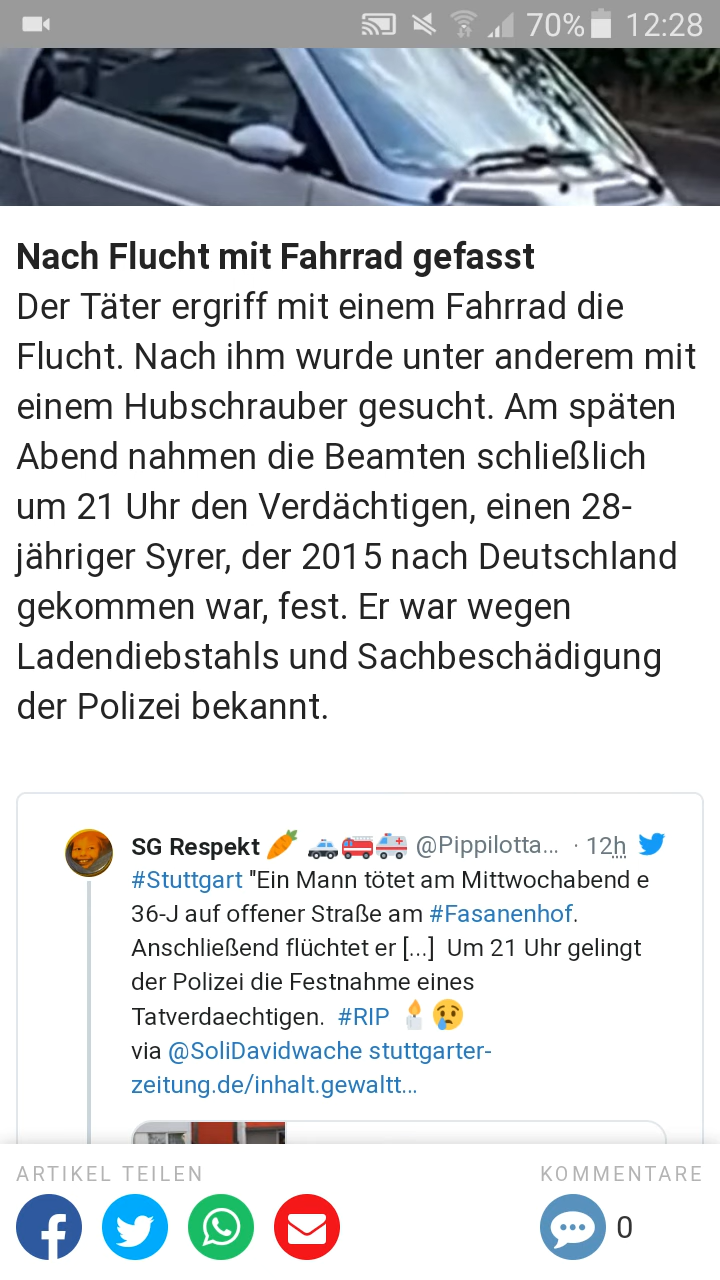 70% 12:28
Nach Flucht mit Fahrrad gefasst
Der Täter ergriff mit einem Fahrrad die
Flucht. Nach ihm wurde unter anderem mit
einem Hubschrauber gesucht. Am späten
Abend nahmen die Beamten schließlich
um 21 Uhr den Verdächtigen, einen 28-
jähriger Syrer, der 2015 nach Deutschland
gekommen war, fest. Er war wegen
Ladendiebstahls und Sachbeschädigung
der Polizei bekannt.
SG Respekt 🥕 🚓🚒🚑 @Pippilotta... · 12h
#Stuttgart "Ein Mann tötet am Mittwochabend e
36-J auf offener Straße am #Fasanenhof.
Anschließend flüchtet er [...] Um 21 Uhr gelingt
der Polizei die Festnahme eines
Tatverdaechtigen. #RIP 🕯️😢
via @SoliDavidwache stuttgarter-
zeitung.de/inhalt.gewaltt...
ARTIKEL TEILEN KOMMENTARE
0